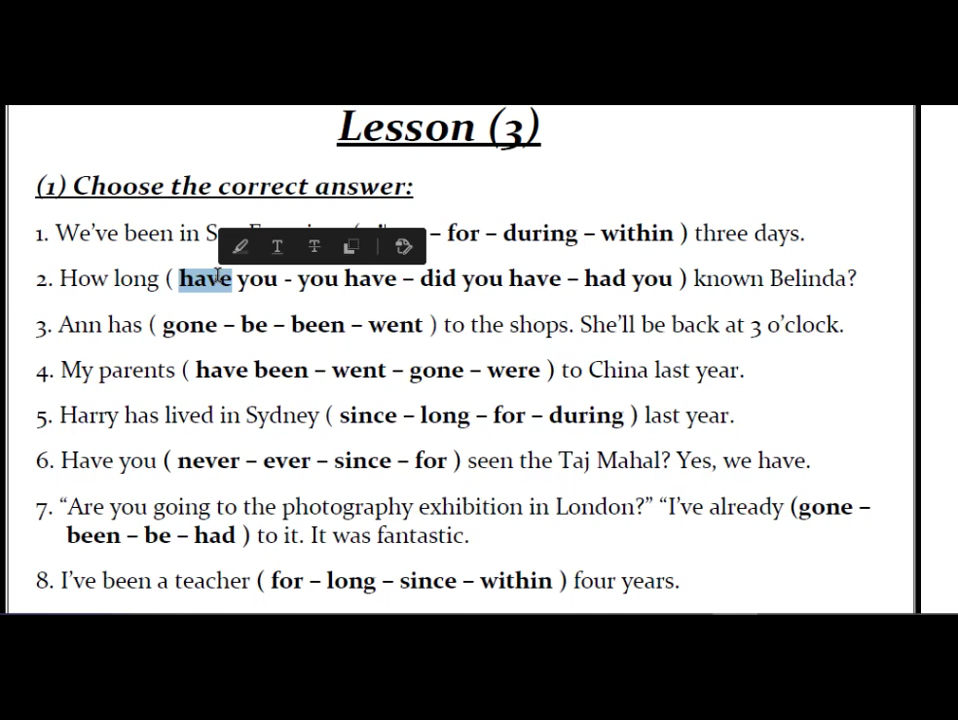 Lesson (3)
(1) Choose the correct answer:
1. We've been in – for – during – within ) three days.
2. How long ( have you - you have – did you have – had you ) known Belinda?
3. Ann has ( gone – be – been – went ) to the shops. She'll be back at 3 o'clock.
4. My parents ( have been – went – gone – were ) to China last year.
5. Harry has lived in Sydney ( since – long – for – during ) last year.
6. Have you ( never – ever – since – for ) seen the Taj Mahal? Yes, we have.
7. “Are you going to the photography exhibition in London?” “I've already (gone –
been – be – had ) to it. It was fantastic.
8. I've been a teacher ( for – long – since – within ) four years.